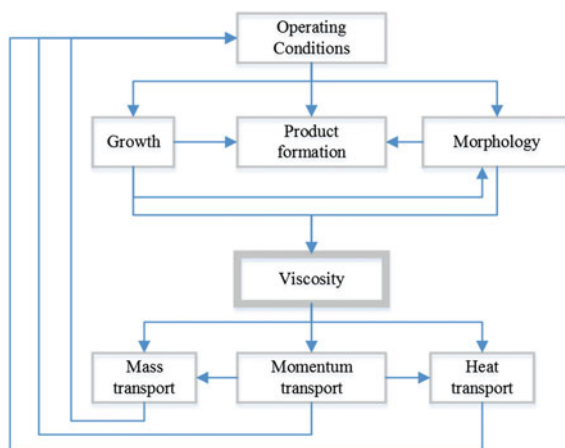 Operating
Conditions
Growth
Product
formation
Morphology
Viscosity
Mass
transport
Momentum
transport
Heat
transport